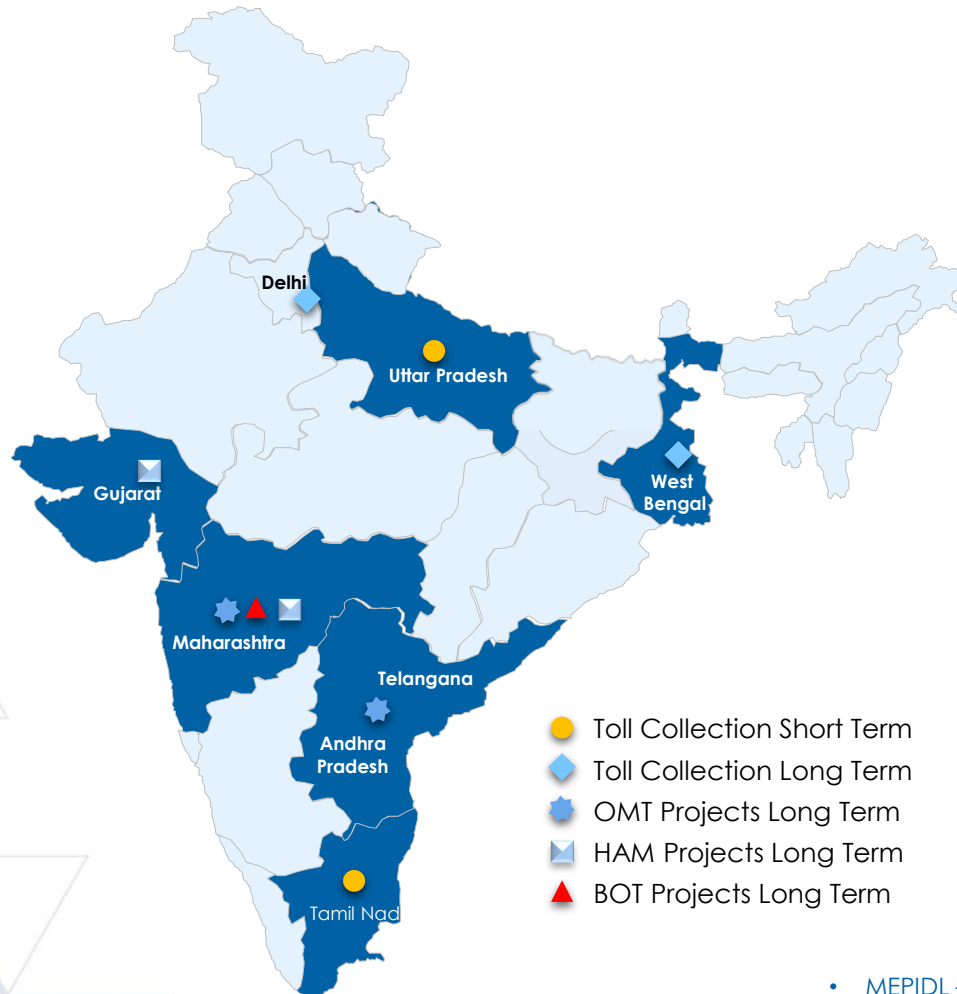 Delhi
Uttar Pradesh
Gujarat
West
Bengal
Maharashtra
Telangana
Andhra
Pradesh
Tamil Nad
Toll Collection Short Term
Toll Collection Long Term
OMT Projects Long Term
HAM Projects Long Term
BOT Projects Long Term
• MEPIDL -